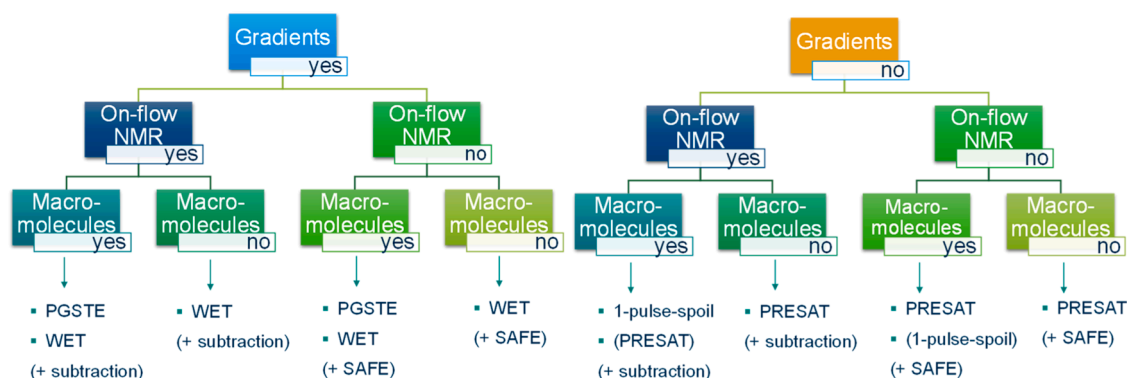 Gradients
yes
On-flow
NMR
yes
On-flow
NMR
no
Macro-
molecules
yes
Macro-
molecules
no
Macro-
molecules
yes
Macro-
molecules
no
▪ PGSTE
▪ WET
(+ subtraction)
▪ WET
(+ subtraction)
▪ PGSTE
▪ WET
(+ SAFE)
▪ WET
(+ SAFE)
Gradients
no
On-flow
NMR
yes
On-flow
NMR
no
Macro-
molecules
yes
Macro-
molecules
no
Macro-
molecules
yes
Macro-
molecules
no
▪ 1-pulse-spoil
▪ (PRESAT)
(+ subtraction)
▪ PRESAT
(+ subtraction)
▪ PRESAT
▪ (1-pulse-spoil)
(+ SAFE)
▪ PRESAT
(+ SAFE)